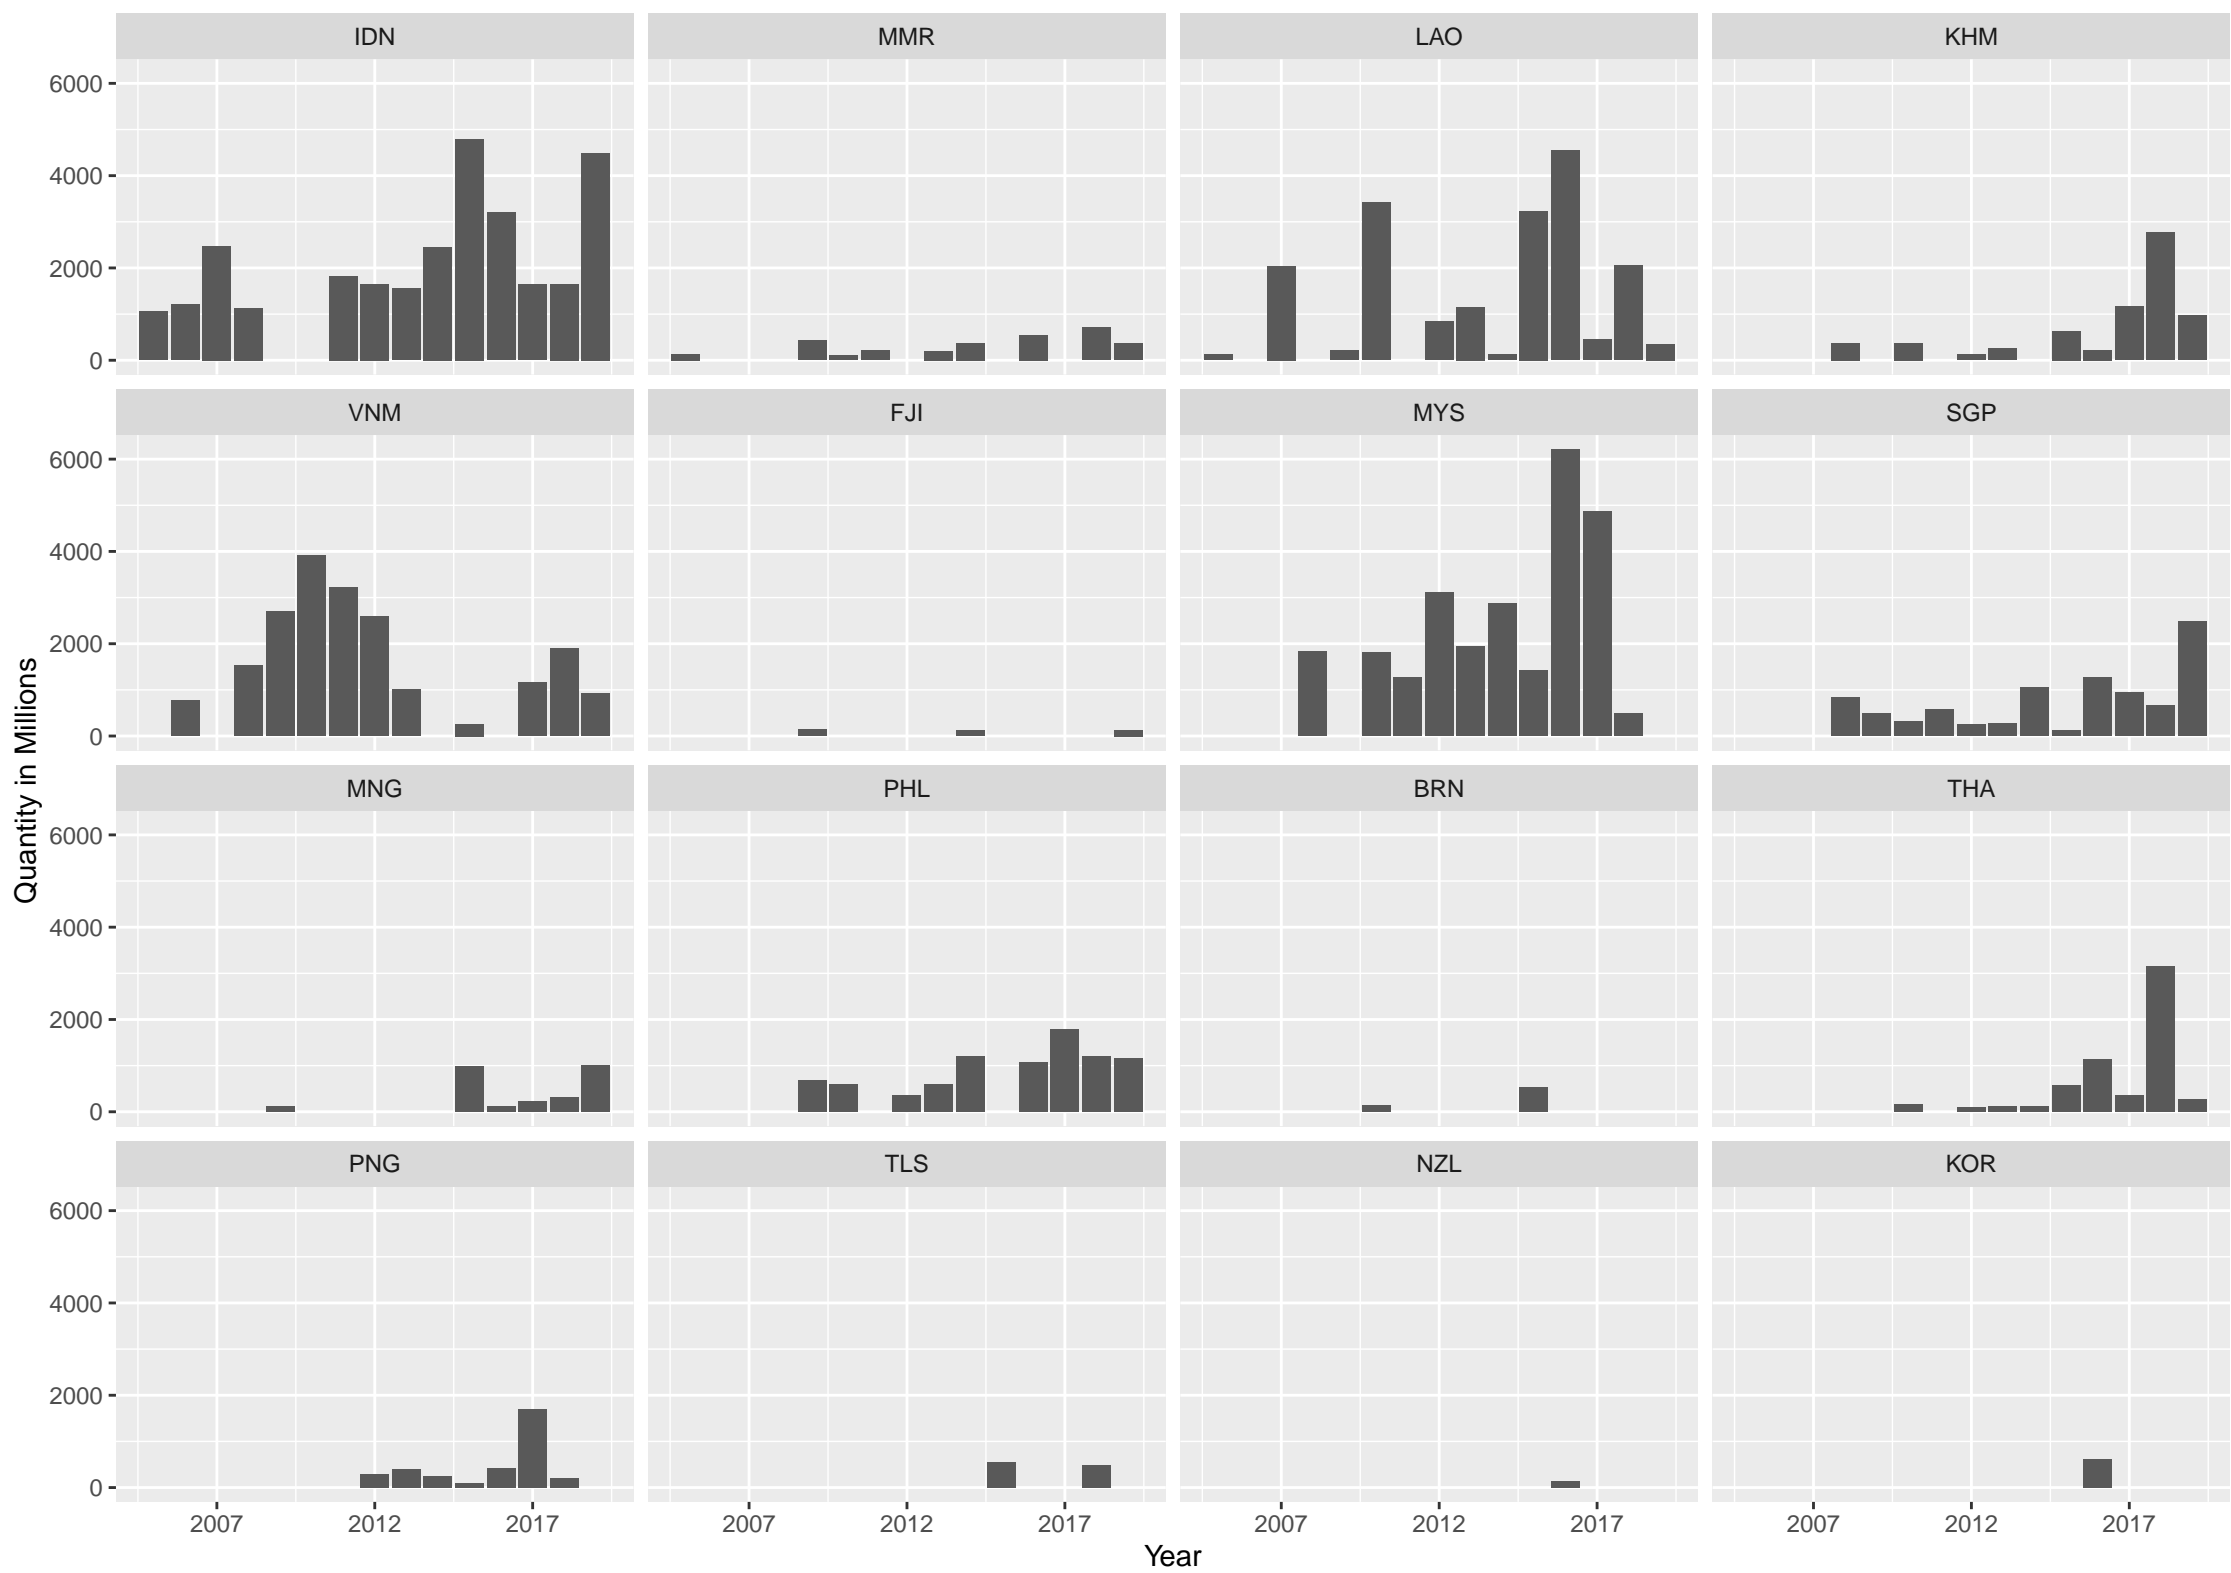 IDN MMR LAO KHM
6000
4000
2000
0
VNM FJI MYS SGP
6000
4000
2000
0
MNG PHL BRN THA
6000
4000
2000
0
PNG TLS NZL KOR
6000
4000
2000
0
2007 2012 2017 2007 2012 2017 2007 2012 2017 2007 2012 2017
Year
Quantity in Millions